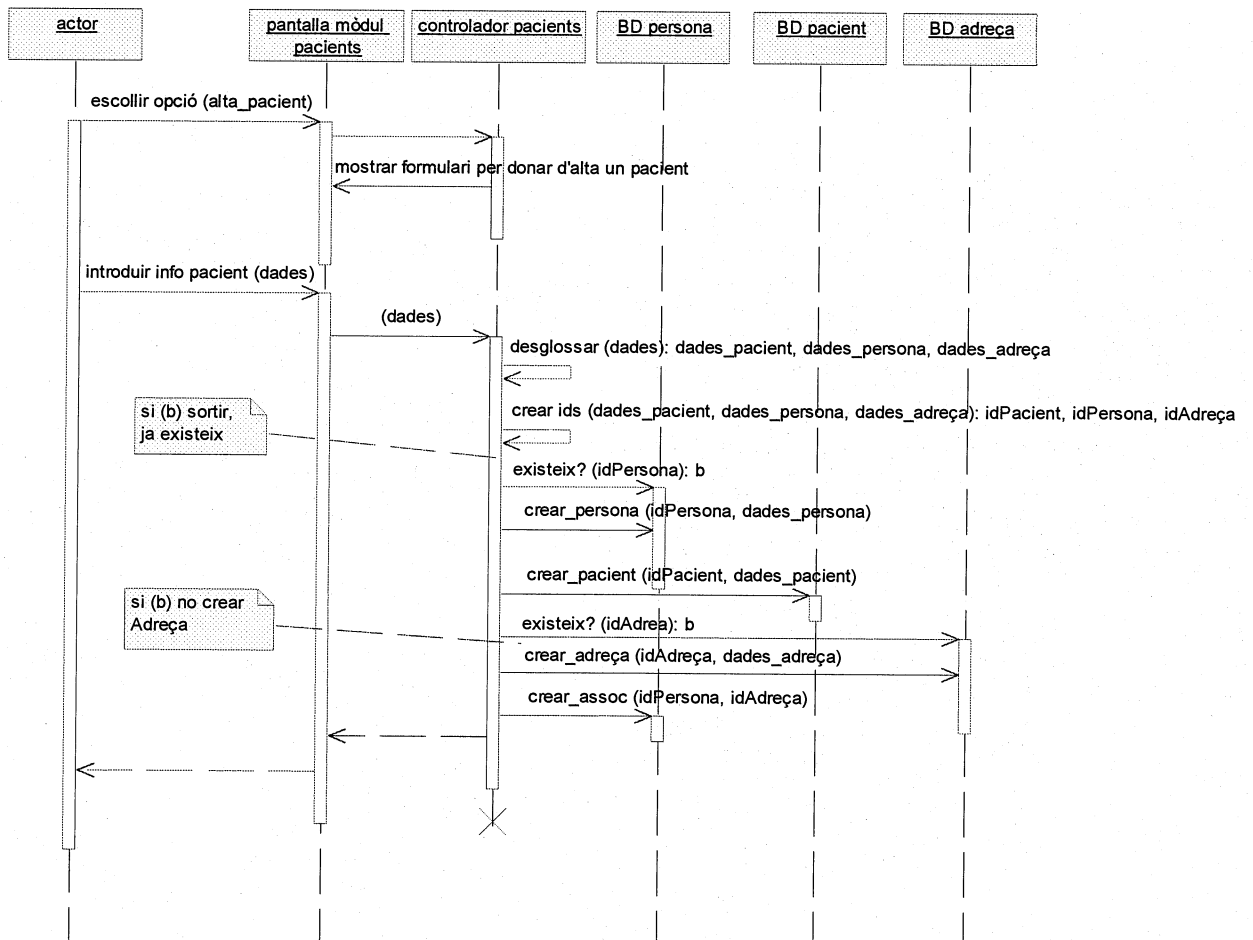 actor
pantalla mòdul
pacients
controlador pacients
BD persona
BD pacient
BD adreça
escollir opció (alta_pacient)
mostrar formulari per donar d'alta un pacient
introduir info pacient (dades)
(dades)
desglossar (dades): dades_pacient, dades_persona, dades_adreça
si (b) sortir,
ja existeix
crear ids (dades_pacient, dades_persona, dades_adreça): idPacient, idPersona, idAdreça
existeix? (idPersona): b
crear_persona (idPersona, dades_persona)
crear_pacient (idPacient, dades_pacient)
si (b) no crear
Adreça
existeix? (idAdrea): b
crear_adreça (idAdreça, dades_adreça)
crear_assoc (idPersona, idAdreça)